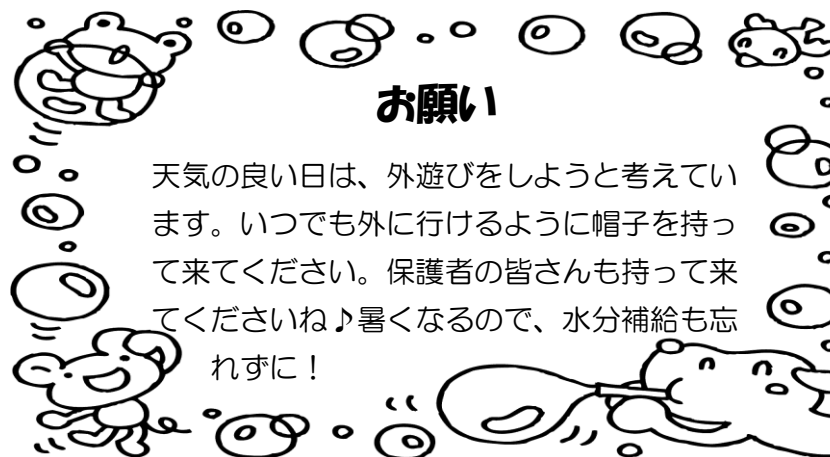 お願い
天気の良い日は、外遊びをしようと考えてい
ます。いつでも外に行けるように帽子を持っ
て来てください。保護者の皆さんも持って来
てくださいね♪暑くなるので、水分補給も忘
れずに！